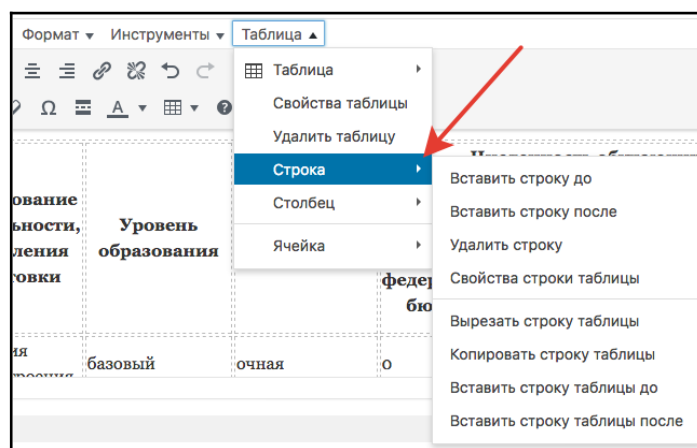 Формат Инструменты Таблица
Таблица
Свойства таблицы
Удалить таблицу
Строка
Столбец
Ячейка
Вставить строку до
Вставить строку после
Удалить строку
Свойства строки таблицы
Вырезать строку таблицы
Копировать строку таблицы
Вставить строку таблицы до
Вставить строку таблицы после
Уровень
образования
базовый
очная
о